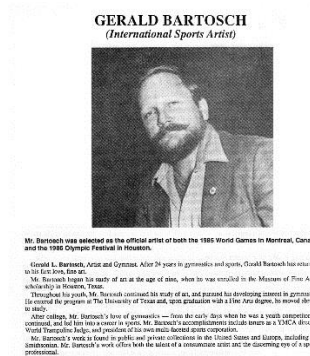 GERALD BARTOSCH
(International Sports Artist)
Mr. Bartosch was selected as the official artist of both the 1985 World Games in Montreal, Cana
and the 1986 Olympic Festival in Houston.
Gerald L. Bartosch, Artist and Gymnast. After 24 years in gymnastics and sports, Gerald Bartosch has retur
to his first love, fine art.
Mr. Bartosch began his study of art at the age of nine, when he was enrolled in the Museum of Fine A
scholarship in Houston, Texas.
Throughout his youth, Mr. Bartosch continued his study of art, and pursued his developing interest in gymnas
He entered the program at The University of Texas and, upon graduation with a Fine Arts degree, he moved
to study.
After college, Mr. Bartosch's love of gymnastics — from the early days when he was a youth competitor
continued, and led him into a career in sports. Mr. Bartosch's accomplishments include tenure as a YMCA direc
World Trampoline Judge, and president of his own multi-faceted sports corporation.
Mr. Bartosch's work is found in public and private collections in the United States and Europe, including
Smithsonian. Mr. Bartosch's work offers both the talent of a consummate artist and the discerning eye of a sp
professional.